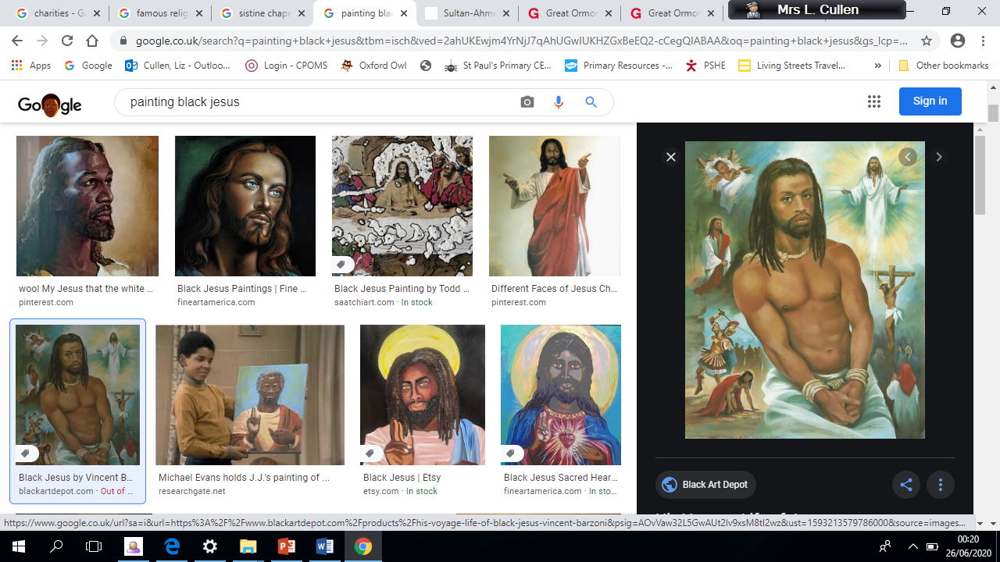 charities - G
famous relig
sistine chape
painting blac
Sultan-Ahme
Great Ormor
Great Ormor
Mrs L. Cullen
google.co.uk/search?q=painting+black+jesus&tbm=isch&ved=2ahUKEwjm4YrNjJ7qAhUGwIUKHZGxBeEQ2-cCegQIABAA&oq=painting+black+jesus&gs_lcp=...
Apps
Google
Cullen, Liz - Outloo...
Login - CPOMS
Oxford Owl
St Paul's Primary CE...
Primary Resources -...
PSHE
Living Streets Travel...
»
Other bookmarks
Google
painting black jesus
Sign in
wool My Jesus that the white ...
pinterest.com
Black Jesus Paintings | Fine ...
fineartamerica.com
Black Jesus Painting by Todd ...
saatchiart.com · In stock
Different Faces of Jesus Ch...
pinterest.com
Black Jesus by Vincent B...
blackartdepot.com · Out of ...
Michael Evans holds J.J.'s painting of ...
researchgate.net
Black Jesus | Etsy
etsy.com · In stock
Black Jesus Sacred Hear...
fineartamerica.com · In sto...
Black Art Depot
https://www.google.co.uk/url?sa=i&url=https%3A%2F%2Fwww.blackartdepot.com%2Fproducts%2Fhis-voyage-life-of-black-jesus-vincent-barzoni&psig=AOvVaw32L5GwAUt2Iv9xsM8tI2wz&ust=1593213579786000&source=images...
00:20
26/06/2020